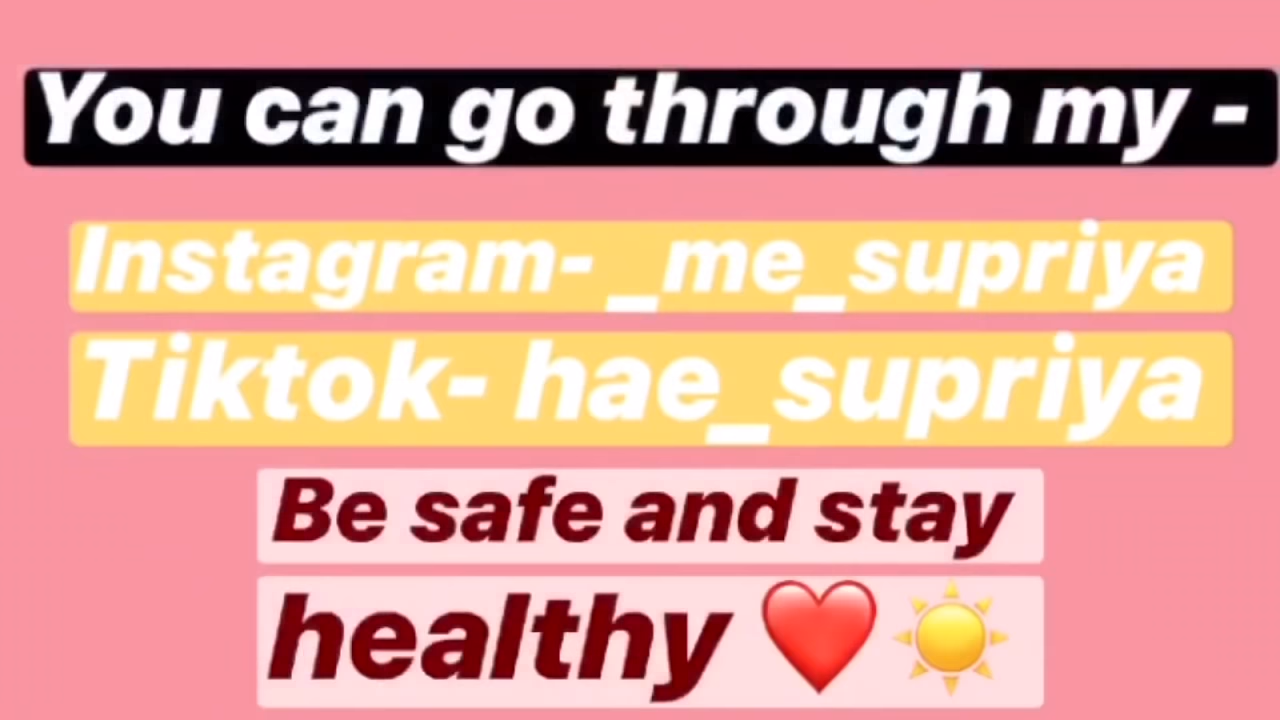 You can go through my -
Instagram- _me_supriya
Tiktok- hae_supriya
Be safe and stay
healthy ❤️☀️